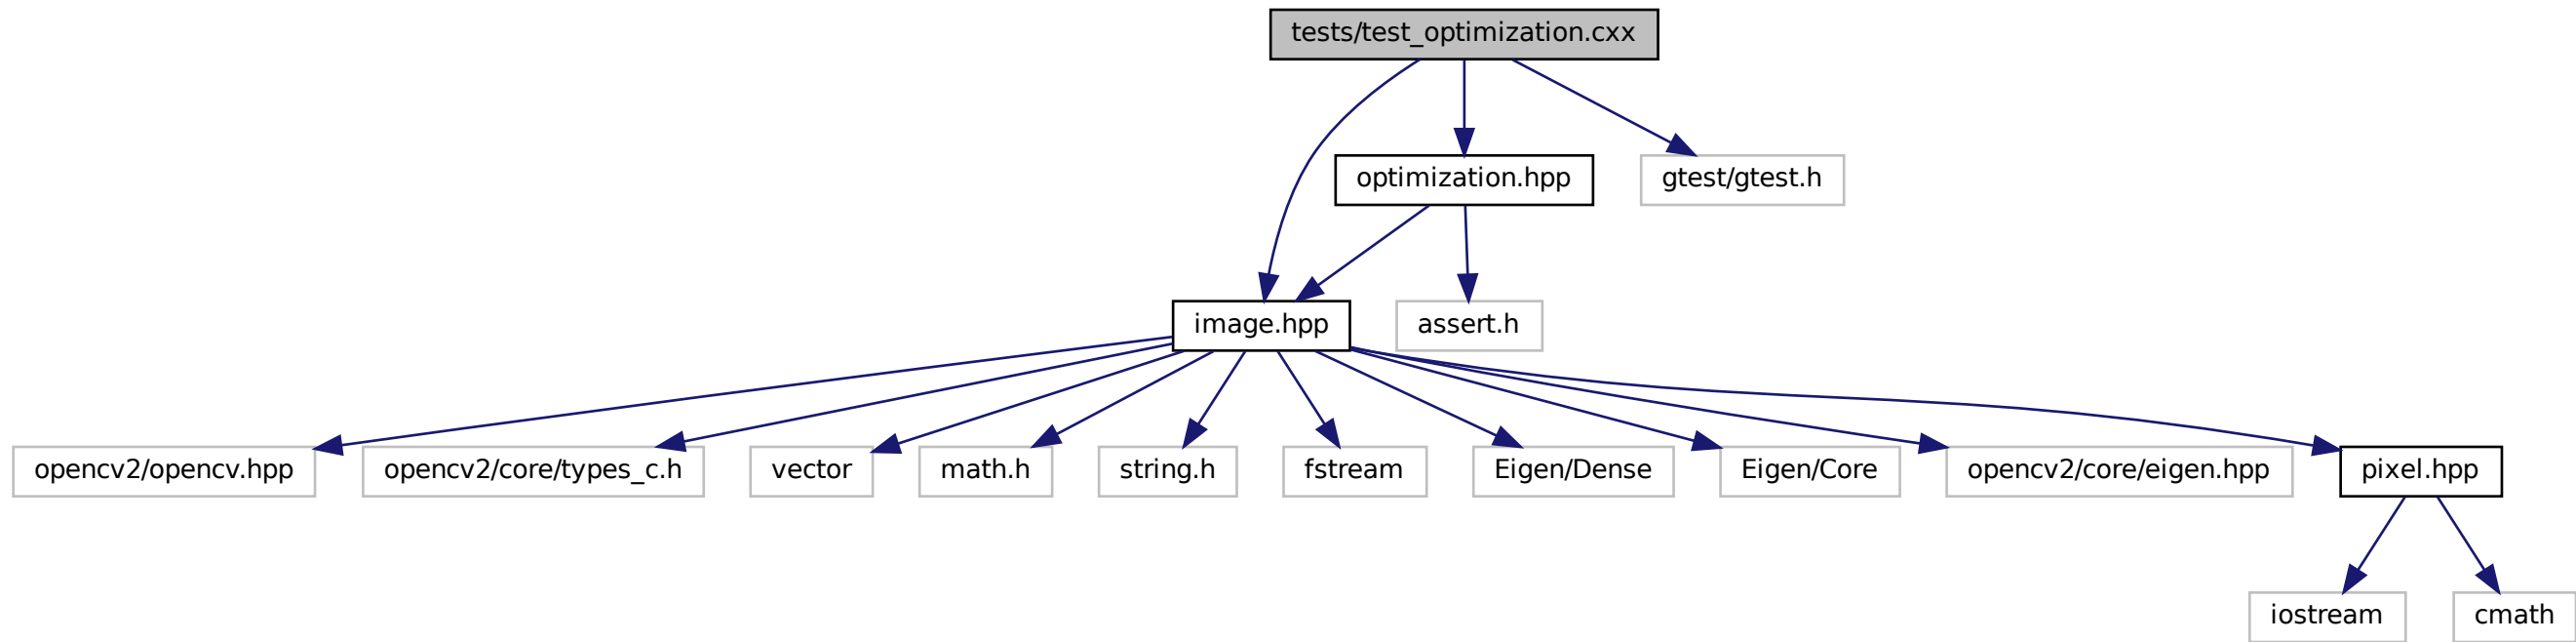 tests/test_optimization.cxx
optimization.hpp
gtest/gtest.h
image.hpp
assert.h
opencv2/opencv.hpp
opencv2/core/types_c.h
vector
math.h
string.h
fstream
Eigen/Dense
Eigen/Core
opencv2/core/eigen.hpp
pixel.hpp
iostream
cmath